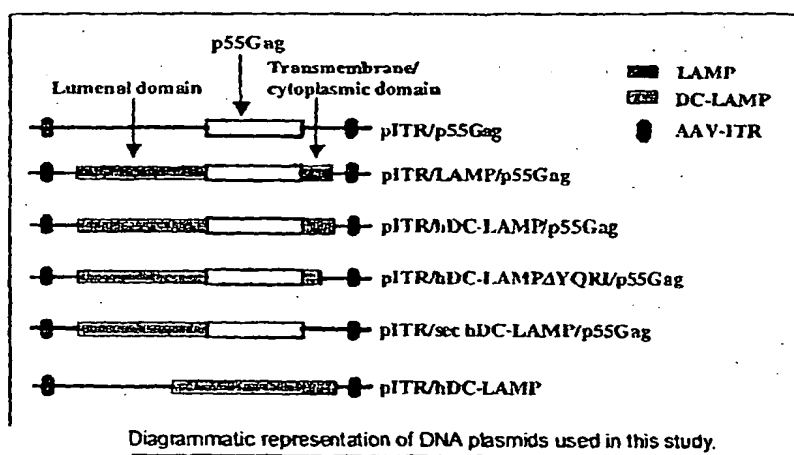 p55Gag
Transmembrane/
cytoplasmic domain
Lumenal domain
LAMP
DC-LAMP
AAV-ITR
pITR/p55Gag
pITR/LAMP/p55Gag
pITR/hDC-LAMP/p55Gag
pITR/hDC-LAMPΔYQRI/p55Gag
pITR/sec hDC-LAMP/p55Gag
pITR/hDC-LAMP
Diagrammatic representation of DNA plasmids used in this study.